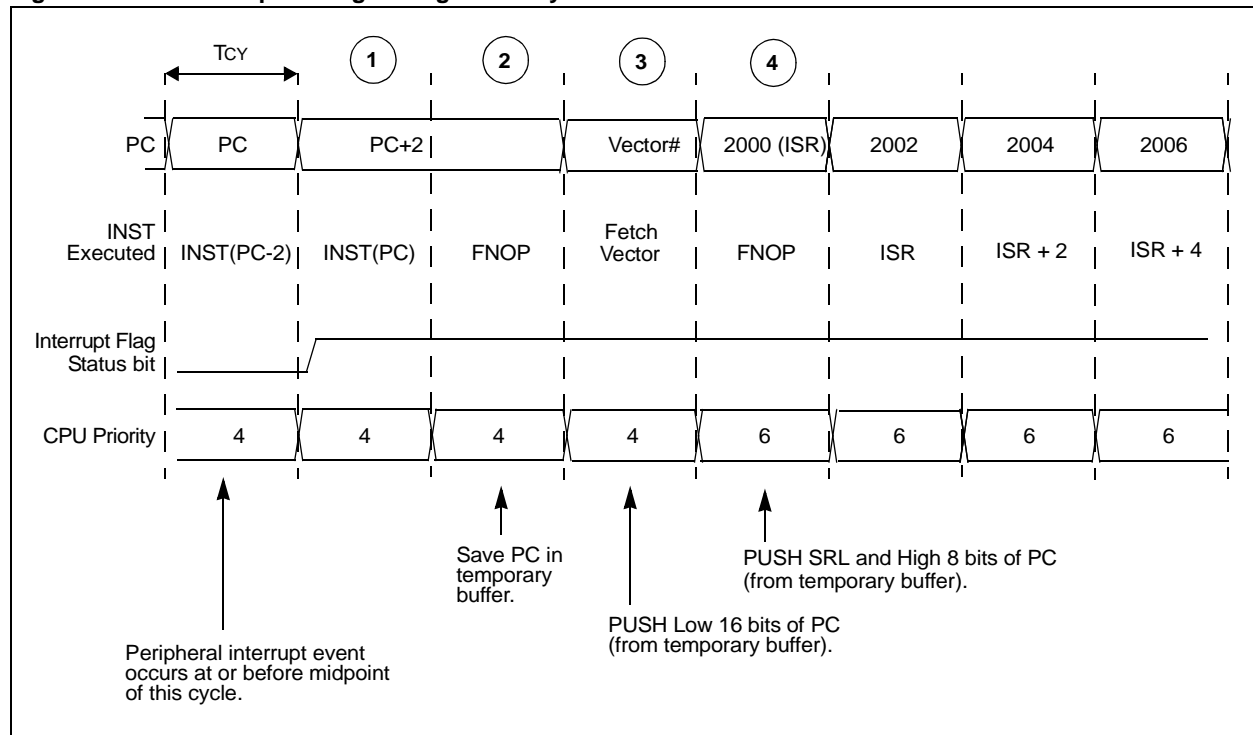 TCY
1 2 3 4
PC PC PC+2 Vector# 2000 (ISR) 2002 2004 2006
INST
Executed INST(PC-2) INST(PC) FNOP Fetch
Vector FNOP ISR ISR + 2 ISR + 4
Interrupt Flag
Status bit
CPU Priority 4 4 4 4 6 6 6 6
Save PC in
temporary
buffer.
PUSH SRL and High 8 bits of PC
(from temporary buffer).
PUSH Low 16 bits of PC
(from temporary buffer).
Peripheral interrupt event
occurs at or before midpoint
of this cycle.